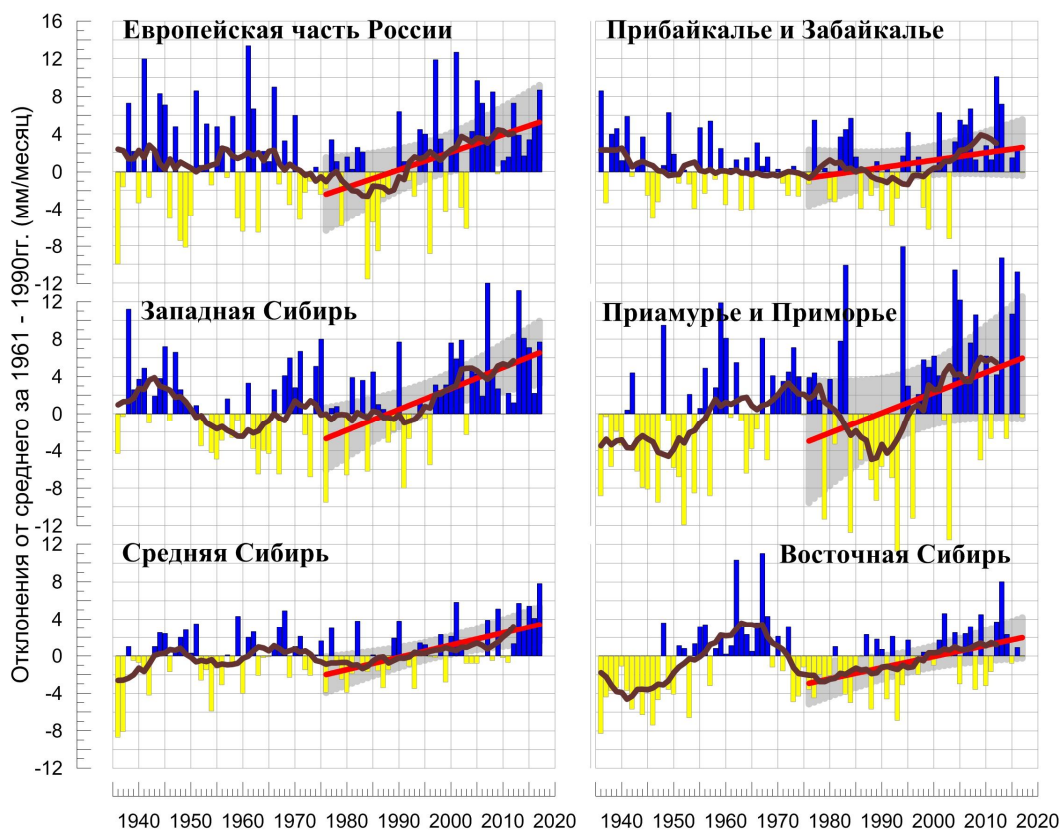 Отклонения от среднего за 1961 - 1990гг. (мм/месяц)
16
Европейская часть России
Прибайкалье и Забайкалье
12
8
4
0
-4
-8
-12
12
Западная Сибирь
Приамурье и Приморье
8
4
0
-4
-8
-12
12
Средняя Сибирь
Восточная Сибирь
8
4
0
-4
-8
-12
1940 1950 1960 1970 1980 1990 2000 2010 2020
1940 1950 1960 1970 1980 1990 2000 2010 2020